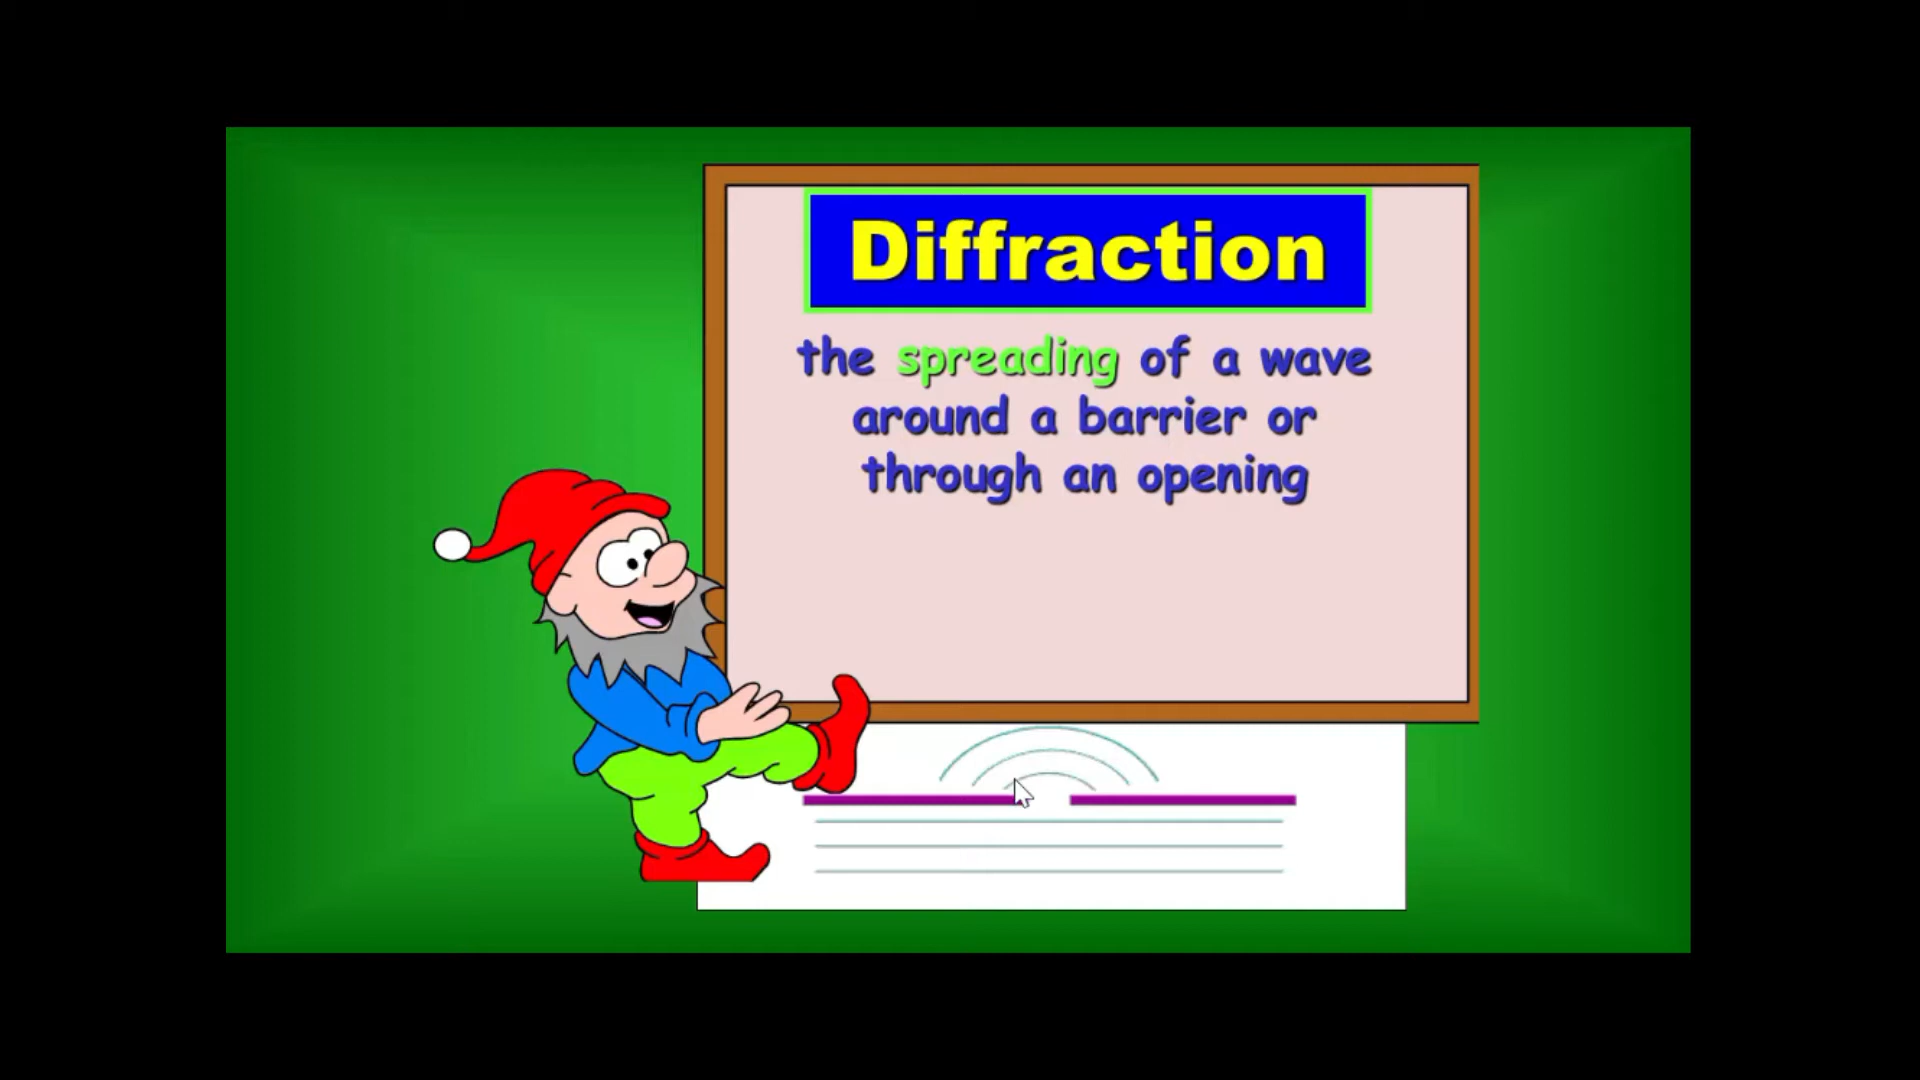 Diffraction
the spreading of a wave
around a barrier or
through an opening